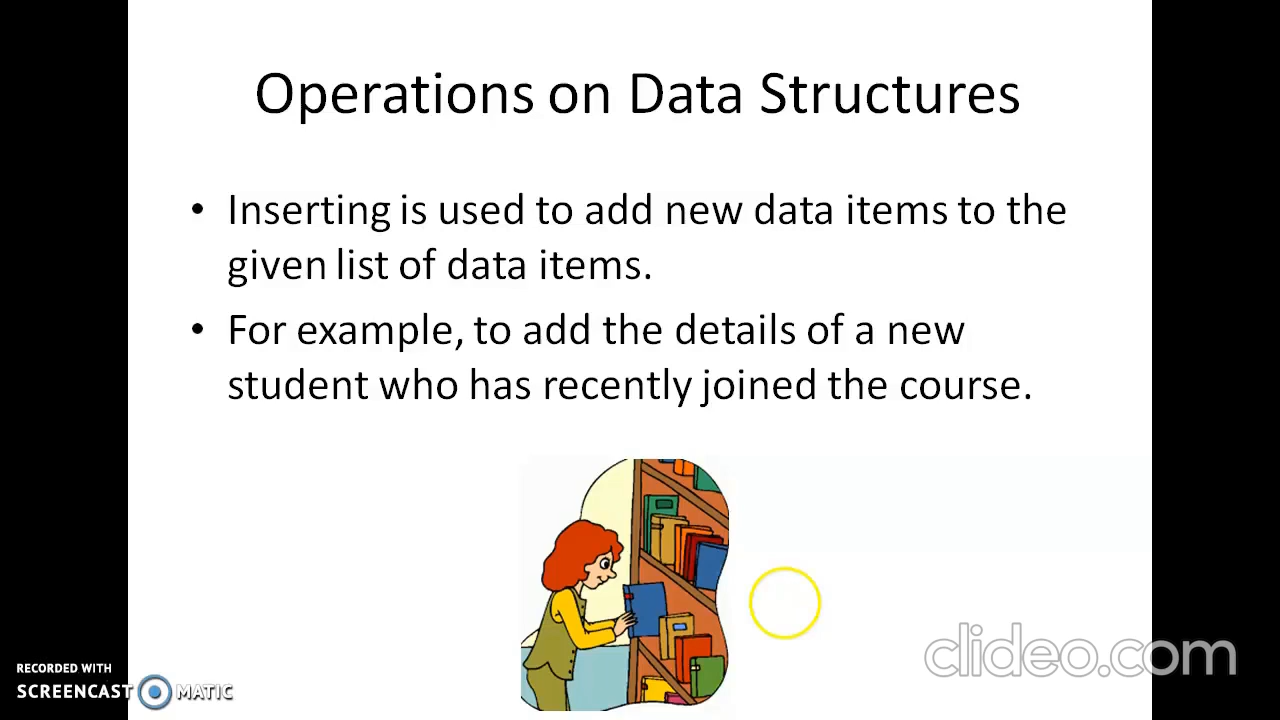 Operations on Data Structures
• Inserting is used to add new data items to the
given list of data items.
• For example, to add the details of a new
student who has recently joined the course.
clideo.com
RECORDED WITH
SCREENCAST MATIC